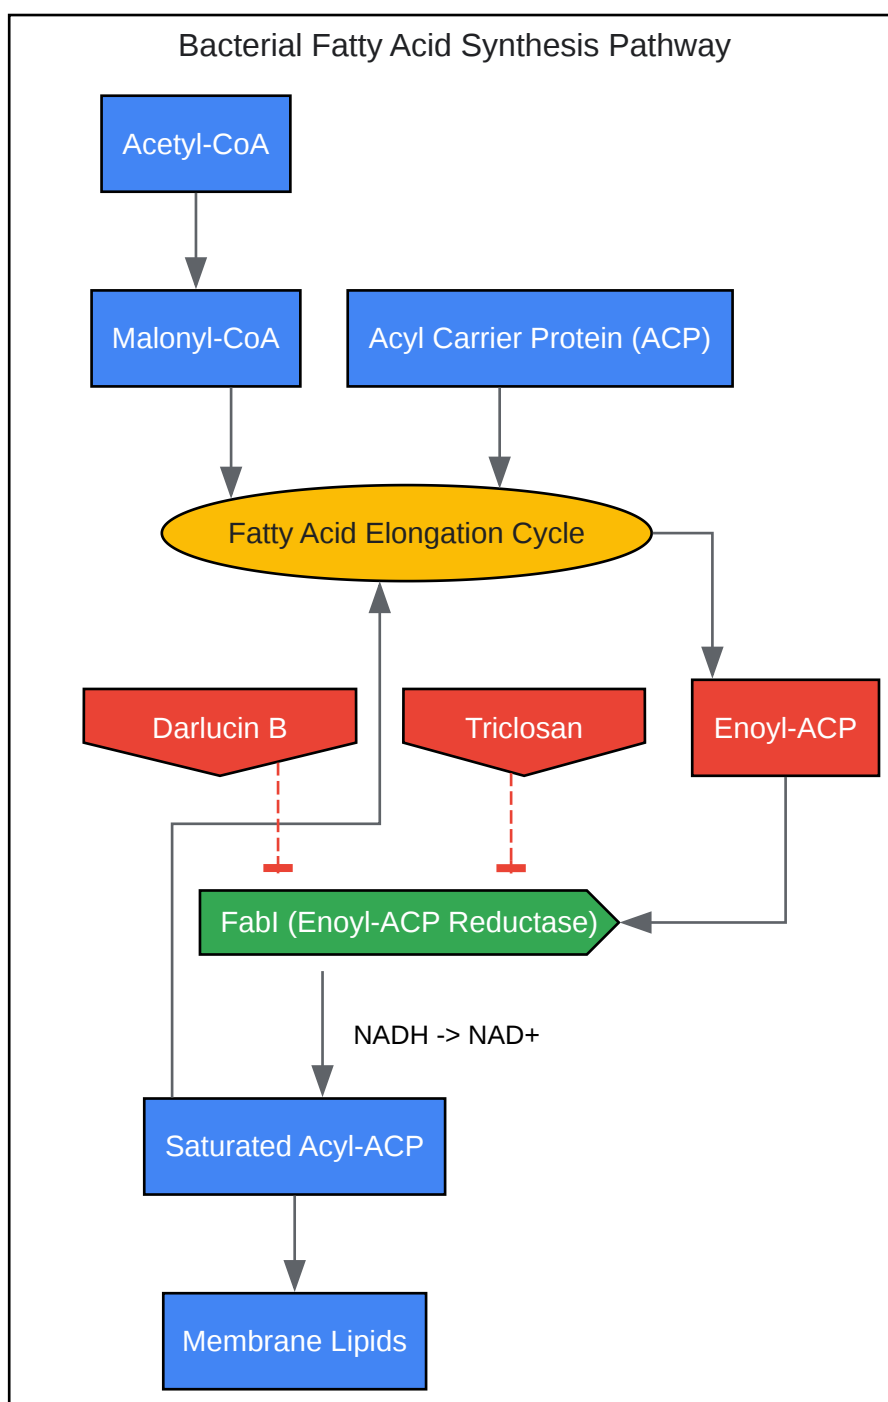 Bacterial Fatty Acid Synthesis Pathway
Acetyl-CoA
Malonyl-CoA
Acyl Carrier Protein (ACP)
Fatty Acid Elongation Cycle
Darlucin B
Triclosan
Enoyl-ACP
FabI (Enoyl-ACP Reductase)
NADH -> NAD+
Saturated Acyl-ACP
Membrane Lipids